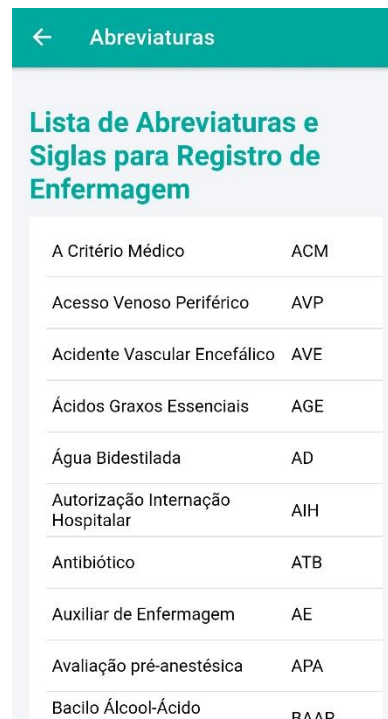 Abreviaturas
Lista de Abreviaturas e
Siglas para Registro de
Enfermagem
A Critério Médico ACM
Acesso Venoso Periférico AVP
Acidente Vascular Encefálico AVE
Ácidos Graxos Essenciais AGE
Água Bidestilada AD
Autorização Internação
Hospitalar AIH
Antibiótico ATB
Auxiliar de Enfermagem AE
Avaliação pré-anestésica APA
Bacilo Álcool-Ácido BAAR